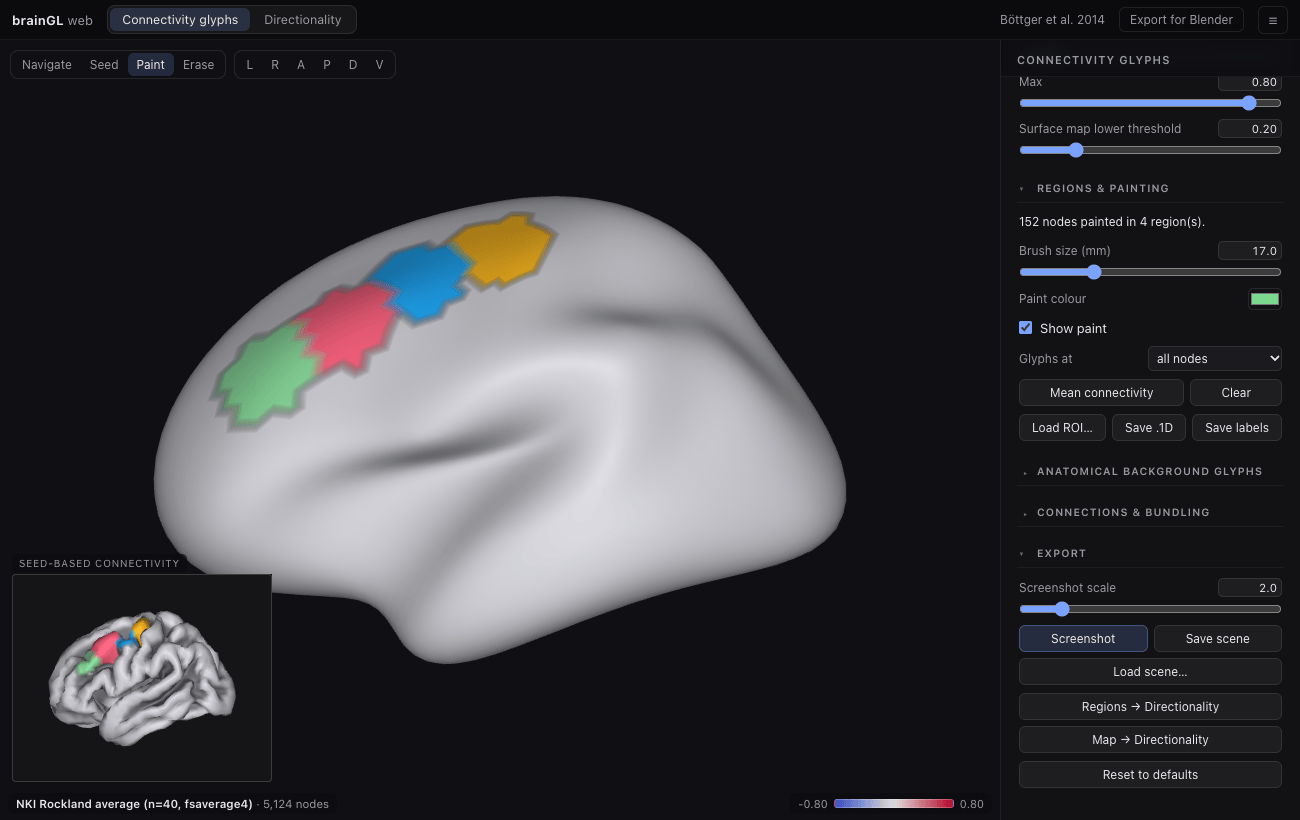 brainGL web Connectivity glyphs Directionality Böttger et al. 2014 Export for Blender ≡
Navigate Seed Paint Erase L R A P D V
CONNECTIVITY GLYPHS
Max 0.80
Surface map lower threshold 0.20
REGIONS & PAINTING
152 nodes painted in 4 region(s).
Brush size (mm) 17.0
Paint colour
Show paint
Glyphs at all nodes
Mean connectivity Clear
Load ROI... Save .1D Save labels
ANATOMICAL BACKGROUND GLYPHS
CONNECTIONS & BUNDLING
EXPORT
Screenshot scale 2.0
Screenshot Save scene
Load scene...
Regions → Directionality
Map → Directionality
Reset to defaults
SEED-BASED CONNECTIVITY
NKI Rockland average (n=40, fsaverage4) · 5,124 nodes
-0.80 0.80